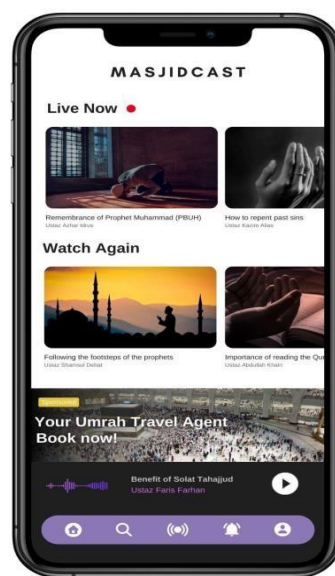 MASJIDCAST
Live Now
Remembrance of Prophet Muhammad (PBUH)
Ustaz Azhar Idrus
How to repent past sins
Ustaz Kazim Alias
Watch Again
Following the footsteps of the prophets
Ustaz Shamsul Debat
Importance of reading the Qu
Ustaz Abdullah Khairi
Sponsored
Your Umrah Travel Agent
Book now!
Benefit of Solat Tahajjud
Ustaz Faris Farhan